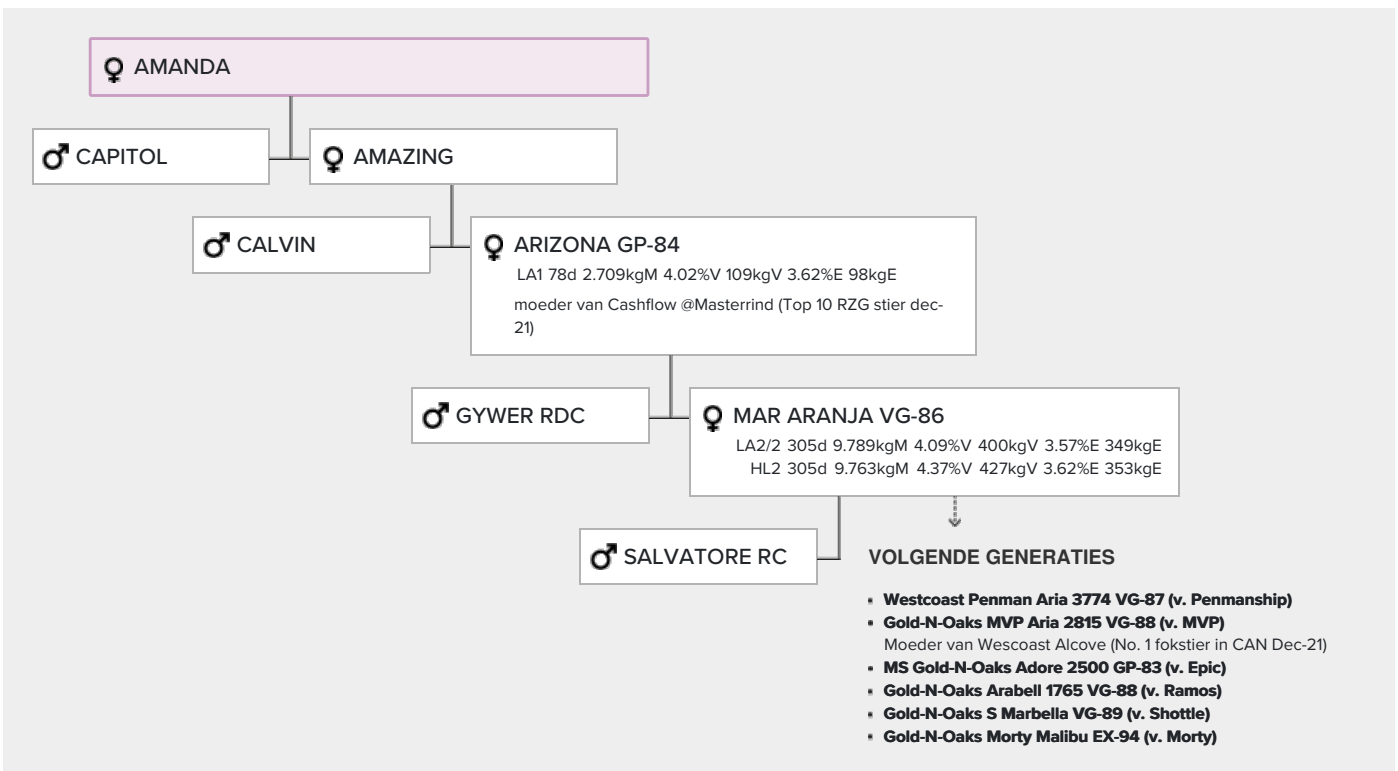 AMANDA
CAPITOL
AMAZING
CALVIN
ARIZONA GP-84
LA1 78d 2.709kgM 4.02%V 109kgV 3.62%E 98kgE
moeder van Cashflow @Masterrind (Top 10 RZG stier dec-
21)
GYWER RDC
MAR ARANJA VG-86
LA2/2 305d 9.789kgM 4.09%V 400kgV 3.57%E 349kgE
HL2 305d 9.763kgM 4.37%V 427kgV 3.62%E 353kgE
SALVATORE RC
VOLGENDE GENERATIES
Westcoast Penman Aria 3774 VG-87 (v. Penmanship)
Gold-N-Oaks MVP Aria 2815 VG-88 (v. MVP)
Moeder van Wescoast Alcove (No. 1 fokstier in CAN Dec-21)
MS Gold-N-Oaks Adore 2500 GP-83 (v. Epic)
Gold-N-Oaks Arabell 1765 VG-88 (v. Ramos)
Gold-N-Oaks S Marbella VG-89 (v. Shottle)
Gold-N-Oaks Morty Malibu EX-94 (v. Morty)